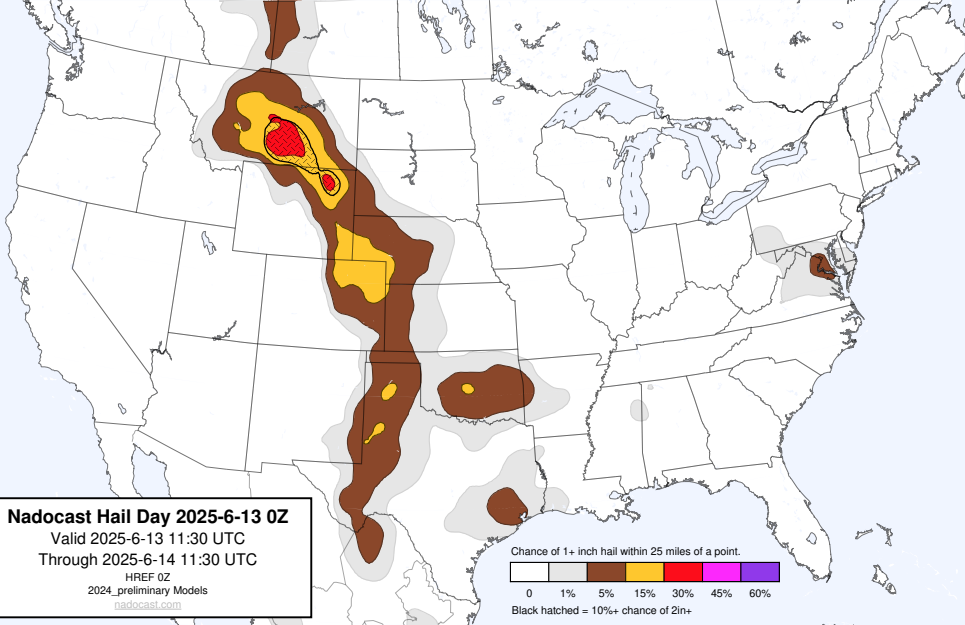 Nadocast Hail Day 2025-6-13 0Z
Valid 2025-6-13 11:30 UTC
Through 2025-6-14 11:30 UTC
HREF 0Z
2024_preliminary Models
nadocast.com
Chance of 1+ inch hail within 25 miles of a point.
0 1% 5% 15% 30% 45% 60%
Black hatched = 10%+ chance of 2in+